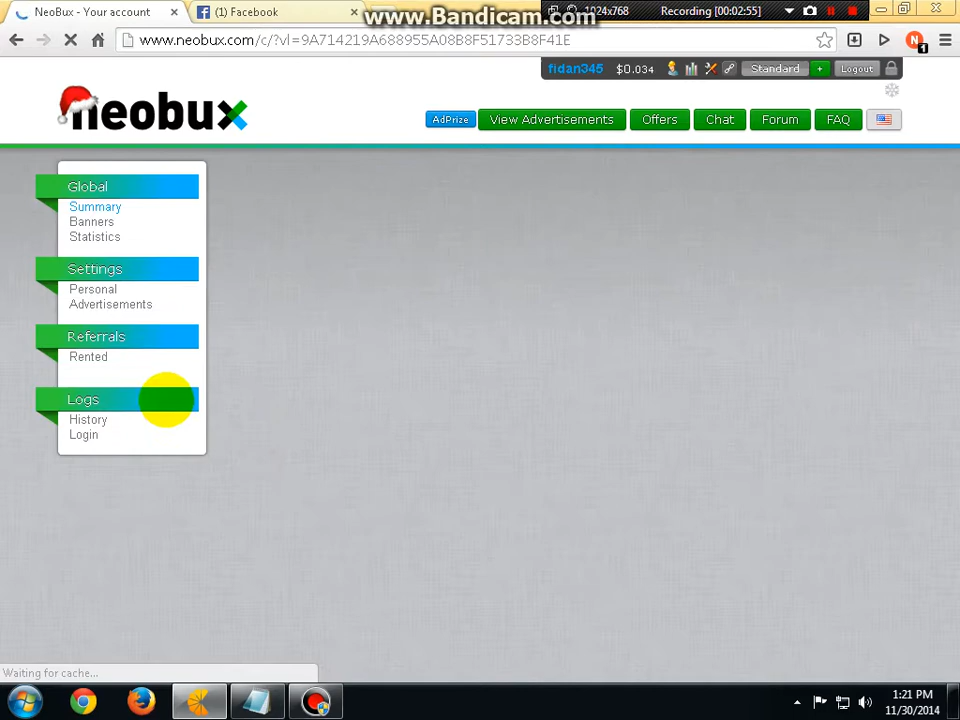 NeoBux - Your account
(1) Facebook
www.Bandicam.com
1024x768
Recording [00:02:55]
www.neobux.com/c/?vl=9A714219A688955A08B8F51733B8F41E
1
fidan345
$0.034
Standard
+
Logout
neobux
AdPrize
View Advertisements
Offers
Chat
Forum
FAQ
Global
Summary
Banners
Statistics
Settings
Personal
Advertisements
Referrals
Rented
Logs
History
Login
Waiting for cache...
1:21 PM
11/30/2014